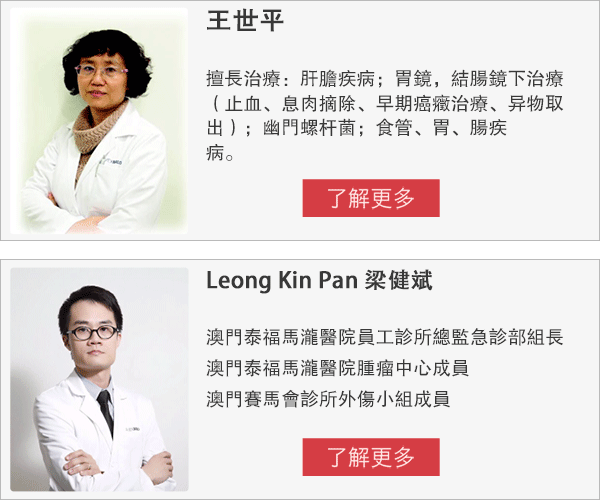 王世平
擅長治療：肝膽疾病；胃鏡，結腸鏡下治療
（止血、息肉摘除、早期癌癥治療、异物取
出）；幽門螺杆菌；食管、胃、腸疾
病。
了解更多
Leong Kin Pan 梁健斌
澳門泰福馬瀧醫院員工診所總監急診部組長
澳門泰福馬瀧醫院腫瘤中心成員
澳門賽馬會診所外傷小組成員
了解更多